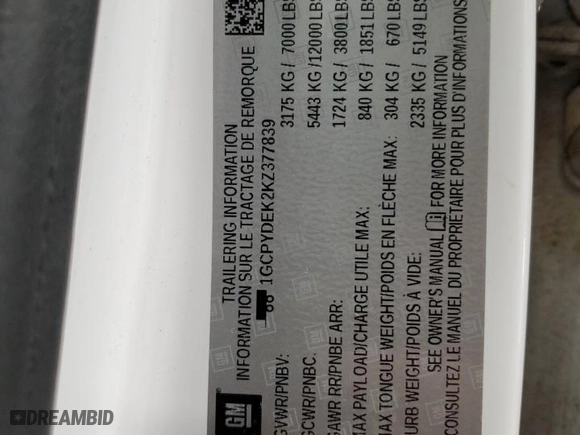 GM
TRAILERING INFORMATION
INFORMATION SUR LE TRACTAGE DE REMORQUE
1GCPYDEK2KZ377839
GVWR/PNBV: 3175 KG / 7000 LBS
GCWR/PNBC. 5443 KG /12000 LBS
GAWR RR/PNBE ARR: 1724 KG / 3800 LBS
MAX PAYLOAD/CHARGE UTILE MAX: 840 KG / 1851 LBS
MAX TONGUE WEIGHT/POIDS EN FLÈCHE MAX: 304 KG / 670 LBS
CURB WEIGHT/POIDS À VIDE: 2335 KG / 5149 LBS
SEE OWNER'S MANUAL FOR MORE INFORMATION
CONSULTEZ LE MANUEL DU PROPRIÉTAIRE POUR PLUS D'INFORMATIONS
DREAMBID